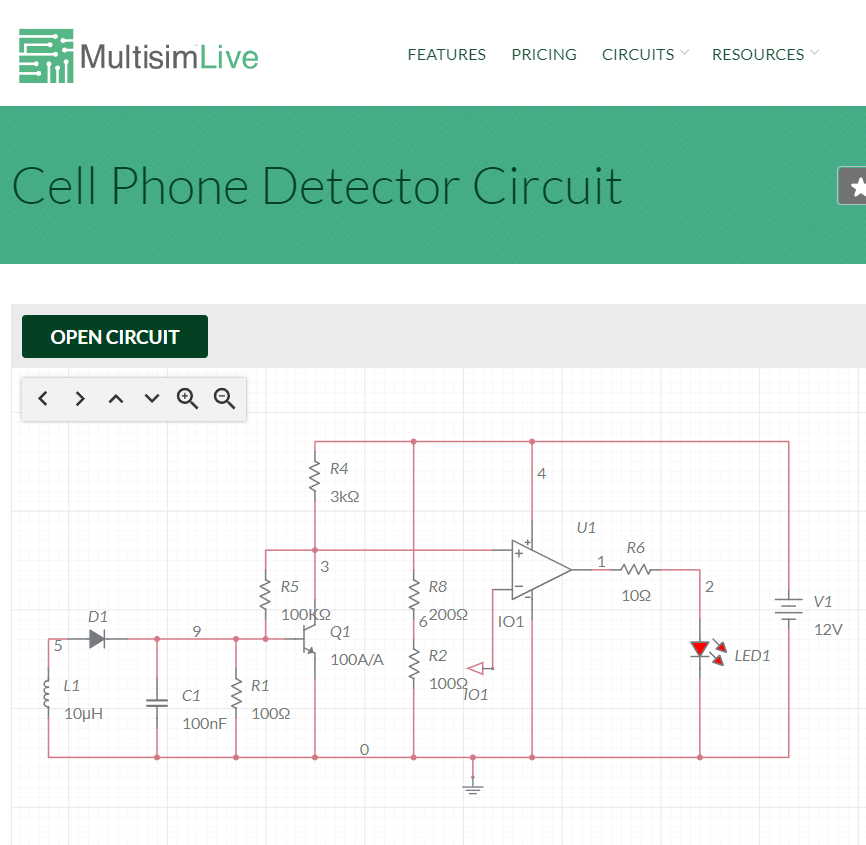 MultisimLive
FEATURES PRICING CIRCUITS RESOURCES
Cell Phone Detector Circuit
OPEN CIRCUIT
R4
3kΩ
4
U1
3
R5
100KΩ
R8
200Ω
IO1
1
R6
10Ω
2
V1
12V
D1
5
9
Q1
100A/A
6
R2
100Ω
IO1
LED1
L1
10μH
C1
100nF
R1
100Ω
0